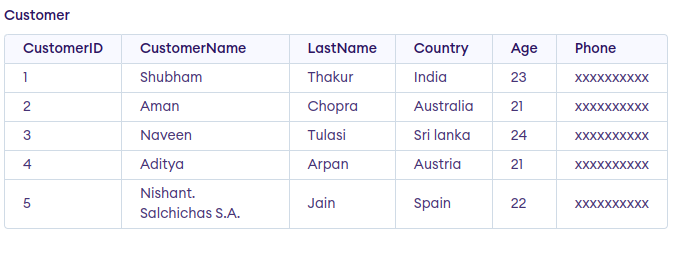 Customer
CustomerID CustomerName LastName Country Age Phone
1 Shubham Thakur India 23 xxxxxxxxxx
2 Aman Chopra Australia 21 xxxxxxxxxx
3 Naveen Tulasi Sri lanka 24 xxxxxxxxxx
4 Aditya Arpan Austria 21 xxxxxxxxxx
5 Nishant. Salchichas S.A. Jain Spain 22 xxxxxxxxxx